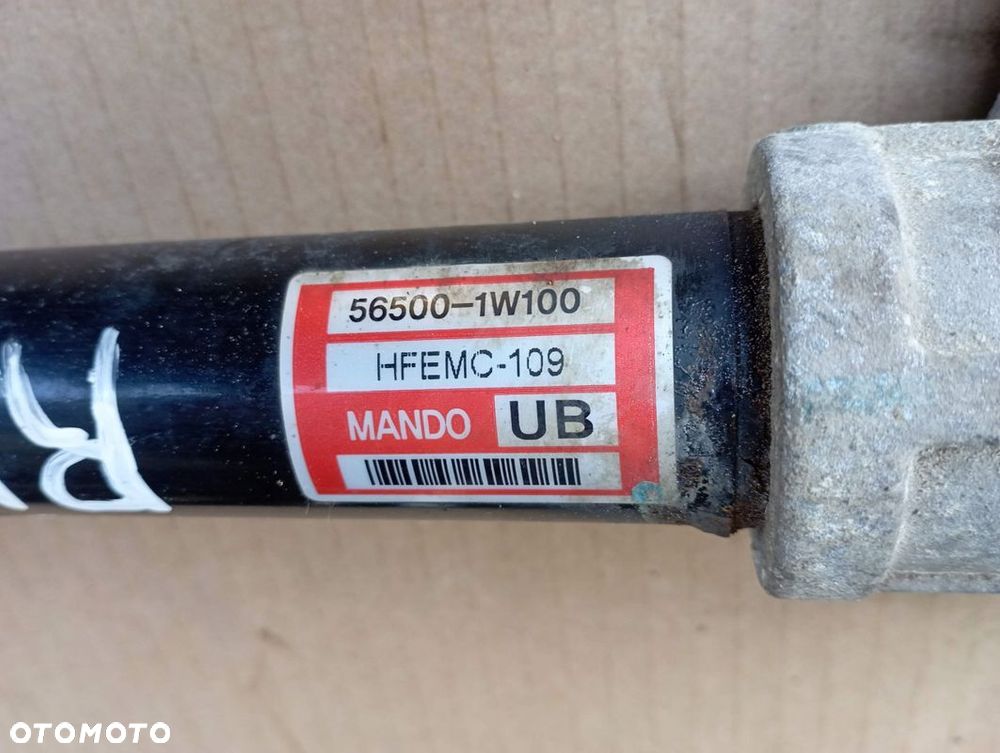 56500-1W100
HFEMC-109
MANDO UB
OTOMOTO